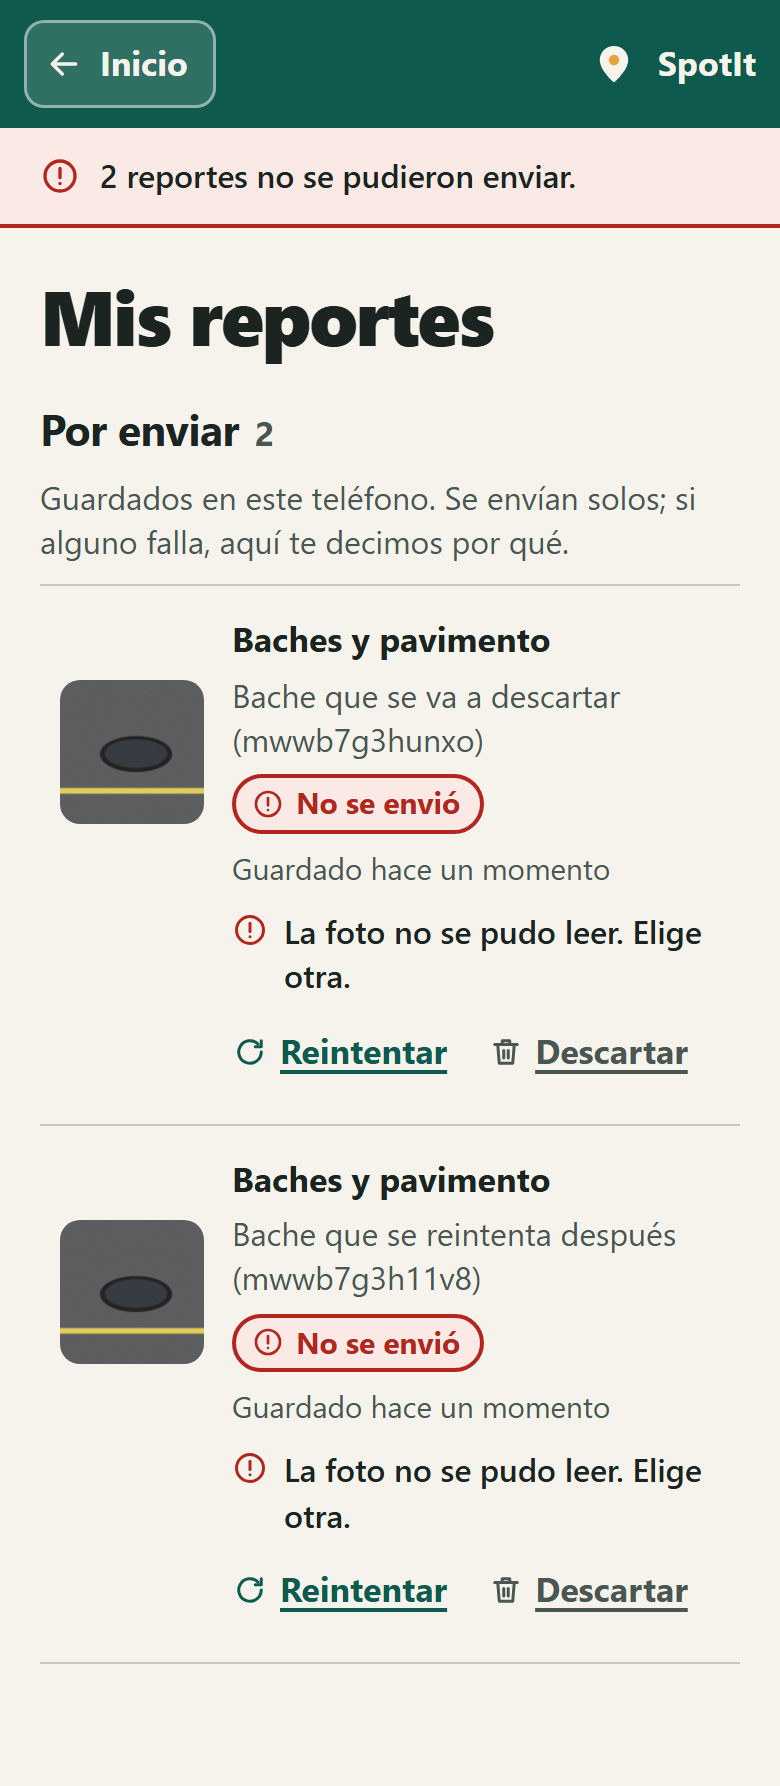 Inicio
SpotIt
2 reportes no se pudieron enviar.
Mis reportes
Por enviar 2
Guardados en este teléfono. Se envían solos; si
alguno falla, aquí te decimos por qué.
Baches y pavimento
Bache que se va a descartar
(mwwb7g3hunxo)
No se envió
Guardado hace un momento
La foto no se pudo leer. Elige
otra.
Reintentar
Descartar
Baches y pavimento
Bache que se reintenta después
(mwwb7g3h11v8)
No se envió
Guardado hace un momento
La foto no se pudo leer. Elige
otra.
Reintentar
Descartar